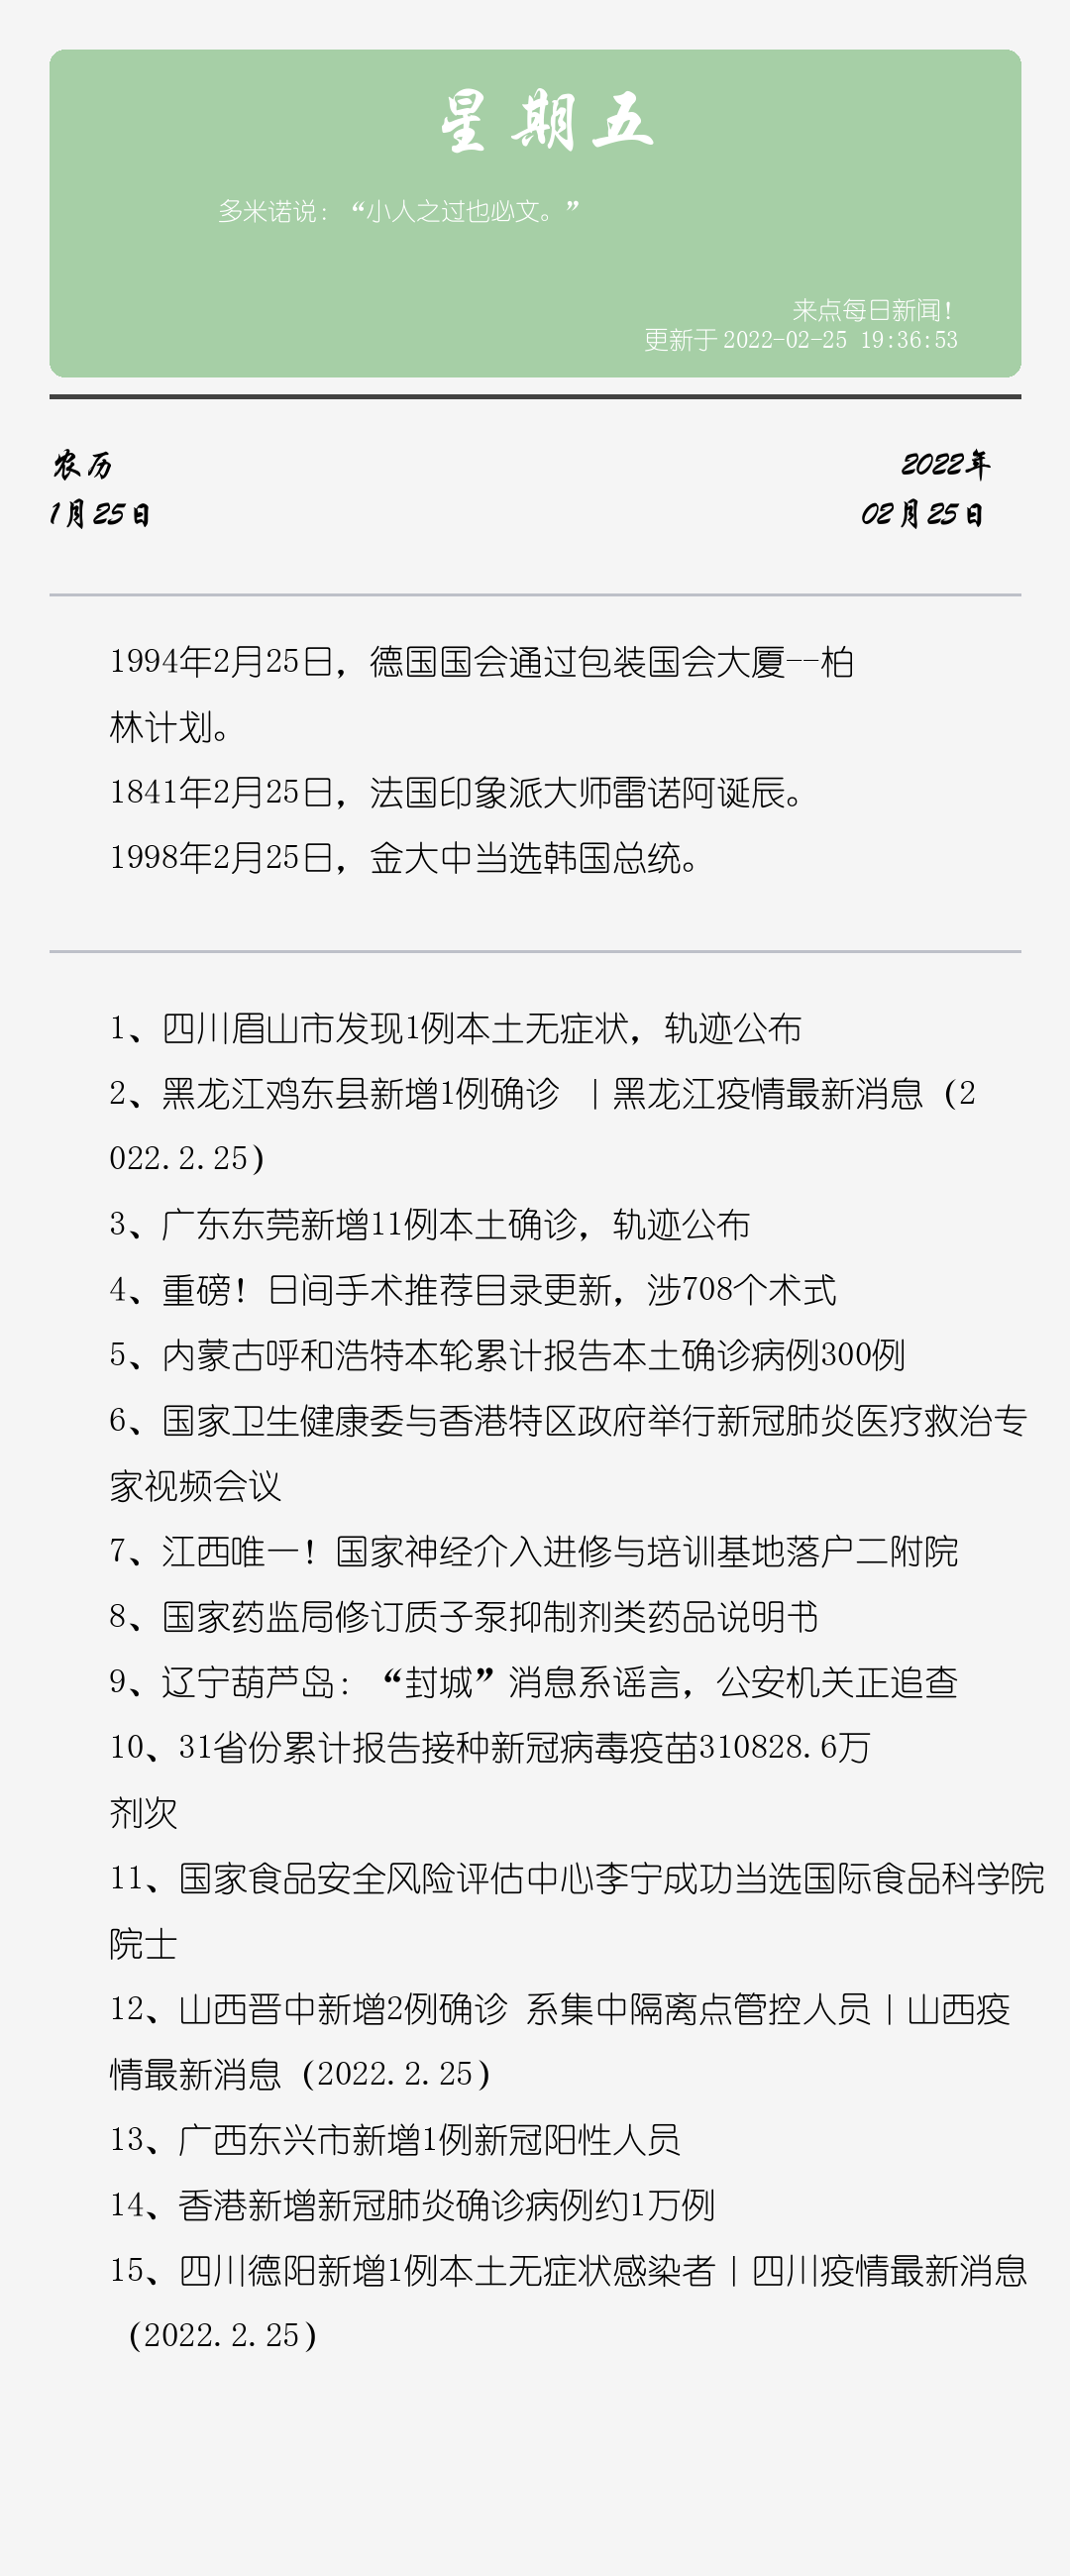 星期五
多米诺说：“小人之过也必文。”
来点每日新闻！
更新于2022-02-25 19:36:53
农历
2022年
1月25日
02月25日
1994年2月25日，德国国会通过包装国会大厦--柏
林计划。
1841年2月25日，法国印象派大师雷诺阿诞辰。
1998年2月25日，金大中当选韩国总统。
1、四川眉山市发现1例本土无症状，轨迹公布
2、黑龙江鸡东县新增1例确诊 丨黑龙江疫情最新消息（2
022.2.25）
3、广东东莞新增11例本土确诊，轨迹公布
4、重磅！日间手术推荐目录更新，涉708个术式
5、内蒙古呼和浩特本轮累计报告本土确诊病例300例
6、国家卫生健康委与香港特区政府举行新冠肺炎医疗救治专
家视频会议
7、江西唯一！国家神经介入进修与培训基地落户二附院
8、国家药监局修订质子泵抑制剂类药品说明书
9、辽宁葫芦岛：“封城”消息系谣言，公安机关正追查
10、31省份累计报告接种新冠病毒疫苗310828.6万
剂次
11、国家食品安全风险评估中心李宁成功当选国际食品科学院
院士
12、山西晋中新增2例确诊 系集中隔离点管控人员丨山西疫
情最新消息（2022.2.25）
13、广西东兴市新增1例新冠阳性人员
14、香港新增新冠肺炎确诊病例约1万例
15、四川德阳新增1例本土无症状感染者丨四川疫情最新消息
（2022.2.25）